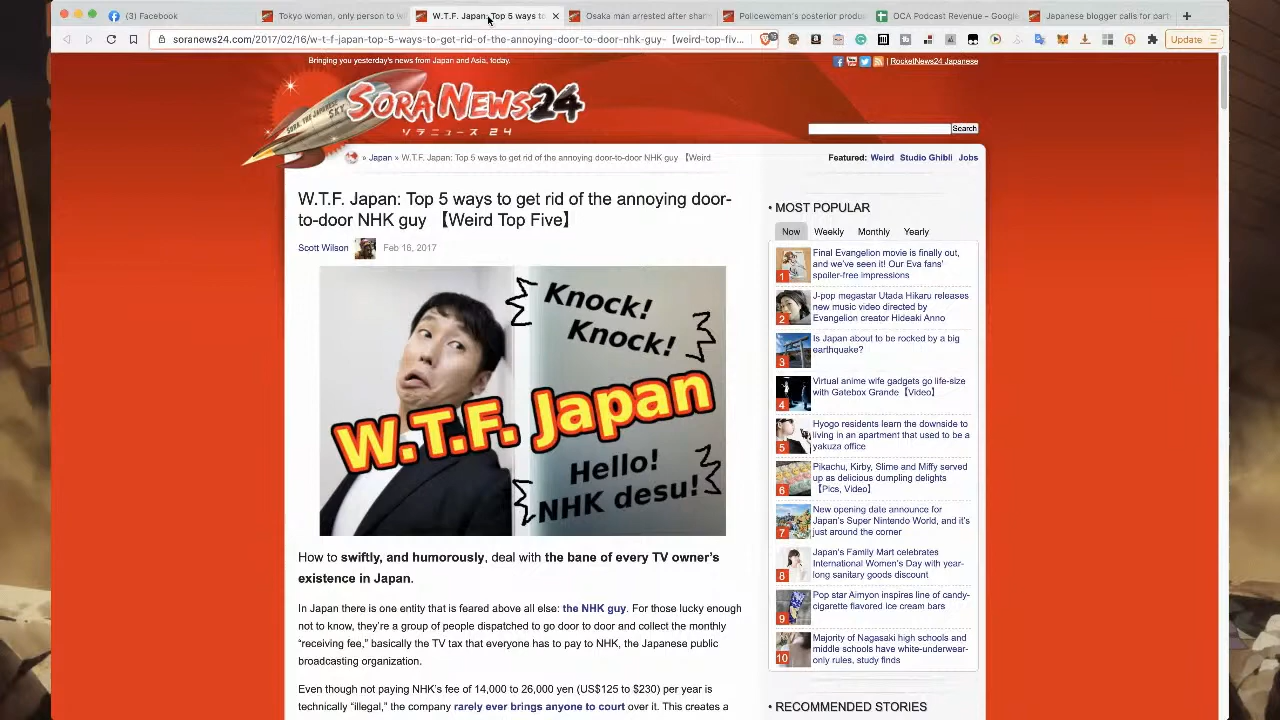 (3) Facebook
Tokyo woman, only person to w
W.T.F. Japan: Top 5 ways to
Osaka man arrested after shari
Policewoman's posterior produc
OCA Podcast Revenue - Google
Japanese blogger calls for part
soranews24.com/2017/02/16/w-t-f-japan-top-5-ways-to-get-rid-of-the-annoying-door-to-door-nhk-guy-【weird-top-fiv...
Update
Bringing you yesterday's news from Japan and Asia, today.
RocketNews24 Japanese
SORA, THE JAPANESE SKY
SORA NEWS24
ソラニュース 24
Search
» Japan » W.T.F. Japan: Top 5 ways to get rid of the annoying door-to-door NHK guy 【Weird
Featured: Weird Studio Ghibli Jobs
W.T.F. Japan: Top 5 ways to get rid of the annoying door-
to-door NHK guy 【Weird Top Five】
Scott Wilson Feb 16, 2017
Knock!
Knock!
W.T.F. Japan
Hello!
NHK desu!
How to swiftly, and humorously, deal with the bane of every TV owner's
existence in Japan.
In Japan there is one entity that is feared above all else: the NHK guy. For those lucky enough
not to know, they're a group of people dispatched to go door to door and collect the monthly
“receiving fee,” basically the TV tax that everyone has to pay to NHK, the Japanese public
broadcasting organization.
Even though not paying NHK's fee of 14,000 to 26,000 yen (US$125 to $230) per year is
technically “illegal,” the company rarely ever brings anyone to court over it. This creates a
• MOST POPULAR
Now Weekly Monthly Yearly
1
Final Evangelion movie is finally out,
and we've seen it! Our Eva fans'
spoiler-free impressions
2
J-pop megastar Utada Hikaru releases
new music video directed by
Evangelion creator Hideaki Anno
3
Is Japan about to be rocked by a big
earthquake?
4
Virtual anime wife gadgets go life-size
with Gatebox Grande【Video】
5
Hyogo residents learn the downside to
living in an apartment that used to be a
yakuza office
6
Pikachu, Kirby, Slime and Miffy served
up as delicious dumpling delights
【Pics, Video】
7
New opening date announce for
Japan's Super Nintendo World, and it's
just around the corner
8
Japan's Family Mart celebrates
International Women's Day with year-
long sanitary goods discount
9
Pop star Aimyon inspires line of candy-
cigarette flavored ice cream bars
10
Majority of Nagasaki high schools and
middle schools have white-underwear-
only rules, study finds
• RECOMMENDED STORIES